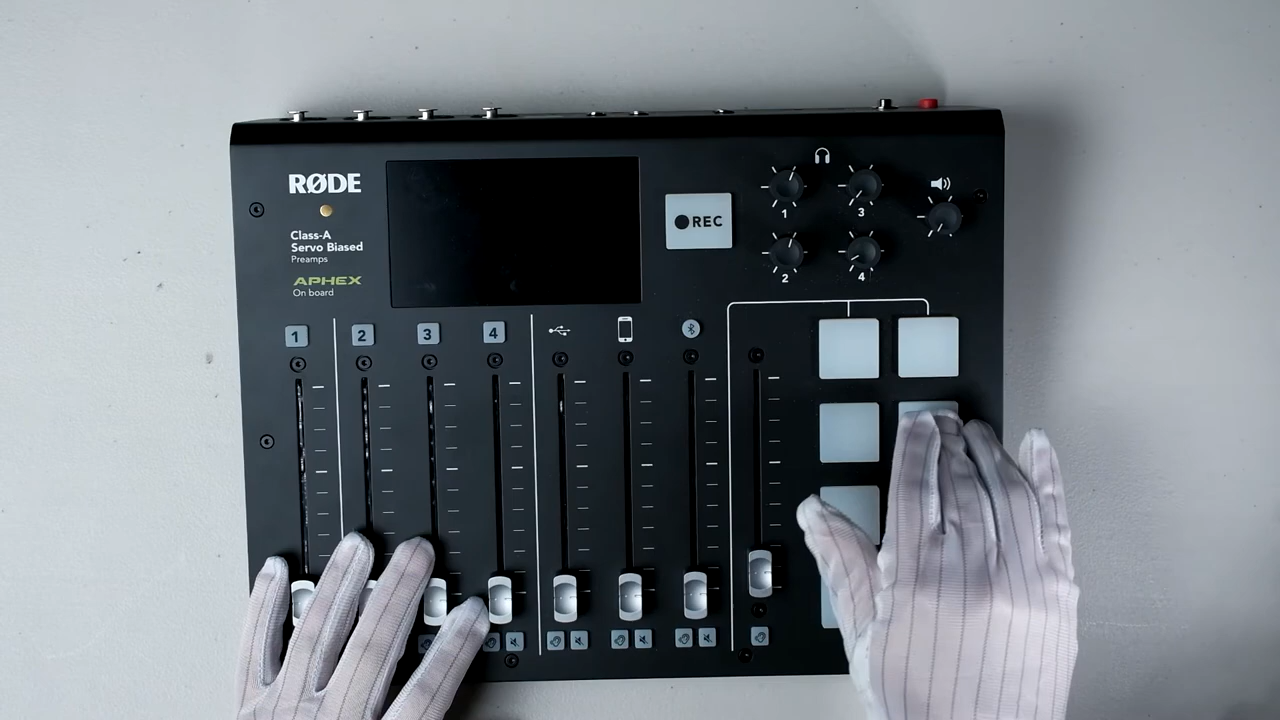 RØDE
Class-A
Servo Biased
Preamps
APHEX
On board
REC
1
3
2
4
1
2
3
4